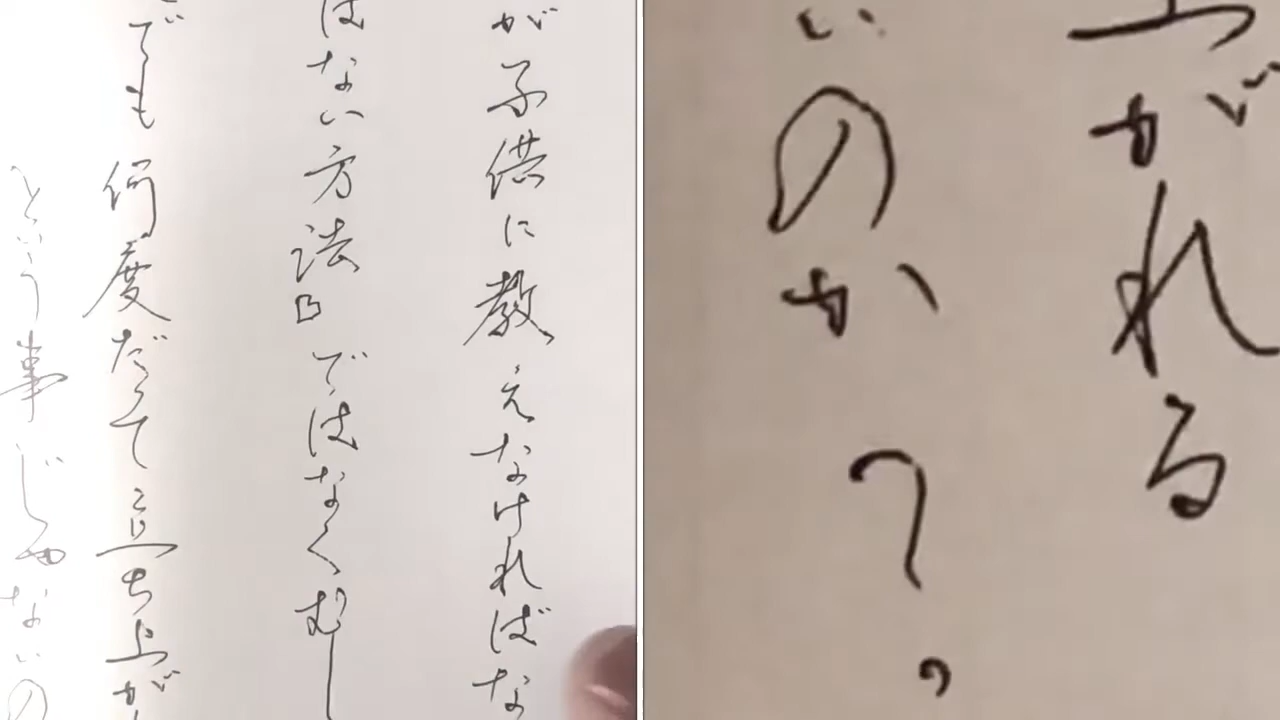 が子供に教えなければな
ない方法』ではなくむし
でも何度だって立ち上が
という事じゃないの
上がれる
いのか？